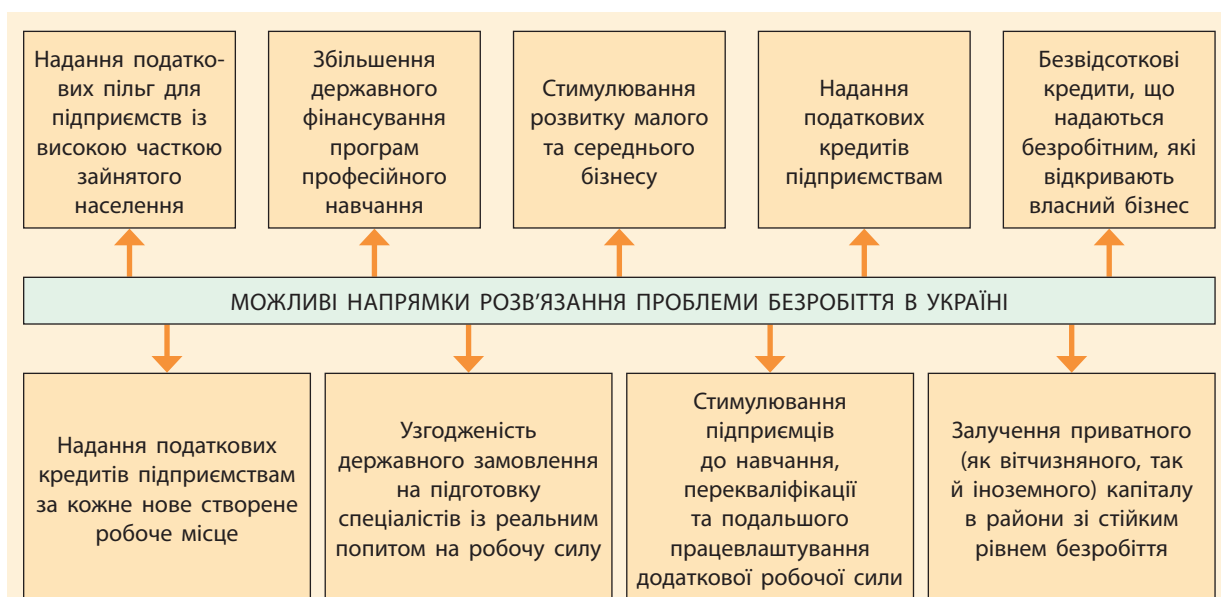 Надання податко-
вих пільг для
підприємств із
високою часткою
зайнятого
населення
Збільшення
державного
фінансування
програм
професійного
навчання
Стимулювання
розвитку малого
та середнього
бізнесу
Надання
податкових
кредитів
підприємствам
Безвідсоткові
кредити, що
надаються
безробітним, які
відкривають
власний бізнес
МОЖЛИВІ НАПРЯМКИ РОЗВ'ЯЗАННЯ ПРОБЛЕМИ БЕЗРОБІТТЯ В УКРАЇНІ
Надання податкових
кредитів підприємствам
за кожне нове створене
робоче місце
Узгодженість
державного замовлення
на підготовку
спеціалістів із реальним
попитом на робочу силу
Стимулювання
підприємців
до навчання,
перекваліфікації
та подальшого
працевлаштування
додаткової робочої сили
Залучення приватного
(як вітчизняного, так
й іноземного) капіталу
в райони зі стійким
рівнем безробіття